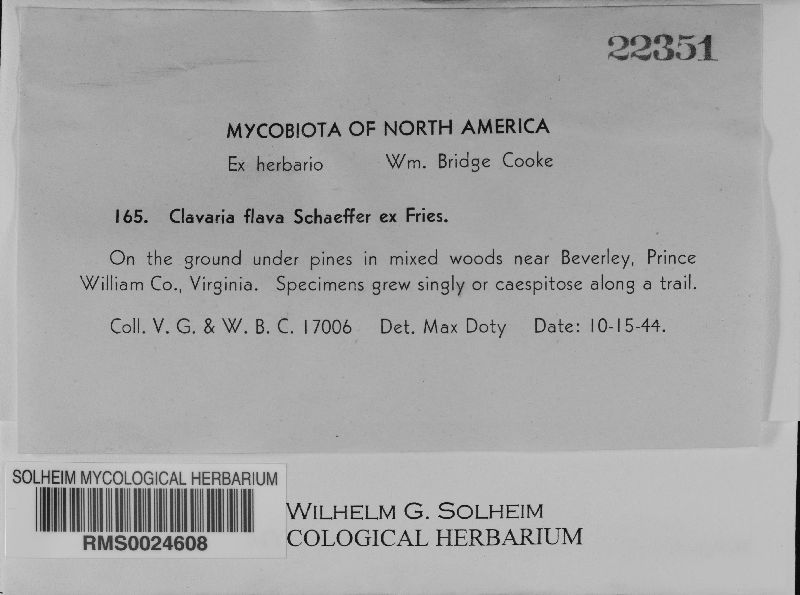 22351
MYCOBIOTA OF NORTH AMERICA
Ex herbario Wm. Bridge Cooke
165. Clavaria flava Schaeffer ex Fries.
On the ground under pines in mixed woods near Beverley, Prince
William Co., Virginia. Specimens grew singly or caespitose along a trail.
Coll. V. G. & W. B. C. 17006 Det. Max Doty Date: 10-15-44.
SOLHEIM MYCOLOGICAL HERBARIUM
RMS0024608
WILHELM G. SOLHEIM
COLOGICAL HERBARIUM